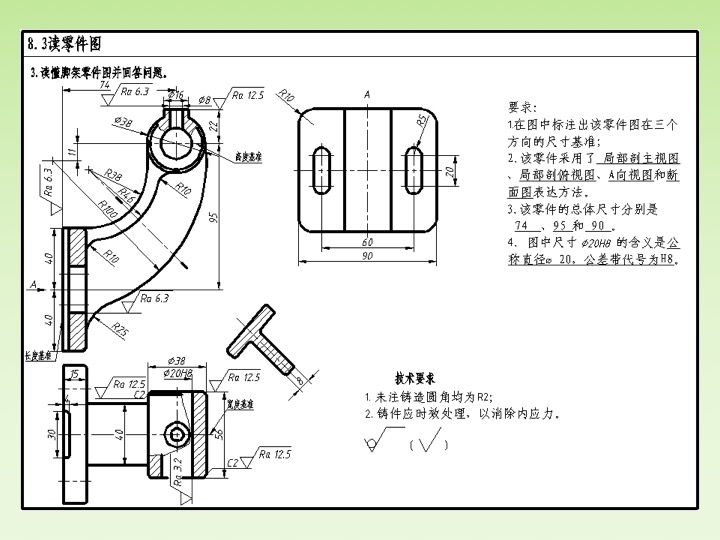 8.3读零件图
3.读懂脚架零件图并回答问题。
74
Ra 6.3
Φ16
Φ8
Ra 12.5
Φ38
22
11
高度基准
Ra 6.3
R38
R46
R10
R100
95
40
R10
A
Ra 6.3
40
R25
长度基准
R10
A
R5
20
60
90
8
15
Ra 12.5
C2
Φ38
Φ20H8
Ra 12.5
宽度基准
4
30
40
56
C2
Ra 12.5
Ra 3.2
要求:
1.在图中标注出该零件图在三个
方向的尺寸基准;
2.该零件采用了 局部剖主视图
、局部剖俯视图、A向视图和断
面图表达方法。
3.该零件的总体尺寸分别是
74 、95 和 90 。
4. 图中尺寸 Φ20H8 的含义是公
称直径⌀ 20，公差带代号为H8。
技术要求
1.未注铸造圆角均为R2;
2.铸件应时效处理，以消除内应力。
( )